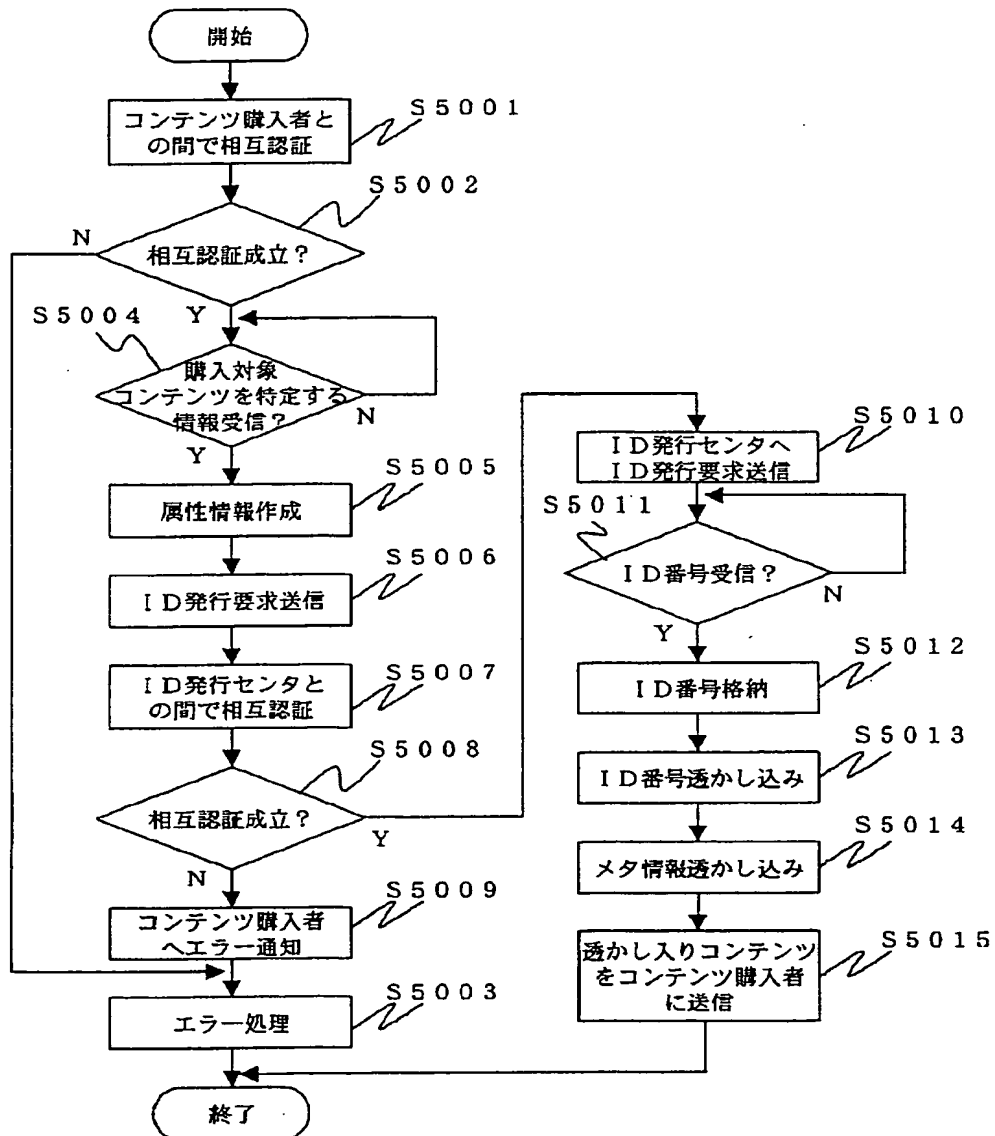 開始
コンテンツ購入者と
の間で相互認証
S5001
S5002
相互認証成立？
N
Y
S5004
購入対象
コンテンツを特定する
情報受信？
N
Y
S5005
属性情報作成
S5006
ID発行要求送信
S5007
ID発行センタと
の間で相互認証
S5008
相互認証成立？
Y
N
S5009
コンテンツ購入者
へエラー通知
S5003
エラー処理
終了
S5010
ID発行センタへ
ID発行要求送信
S5011
ID番号受信？
N
Y
S5012
ID番号格納
S5013
ID番号透かし込み
S5014
メタ情報透かし込み
S5015
透かし入りコンテンツ
をコンテンツ購入者
に送信